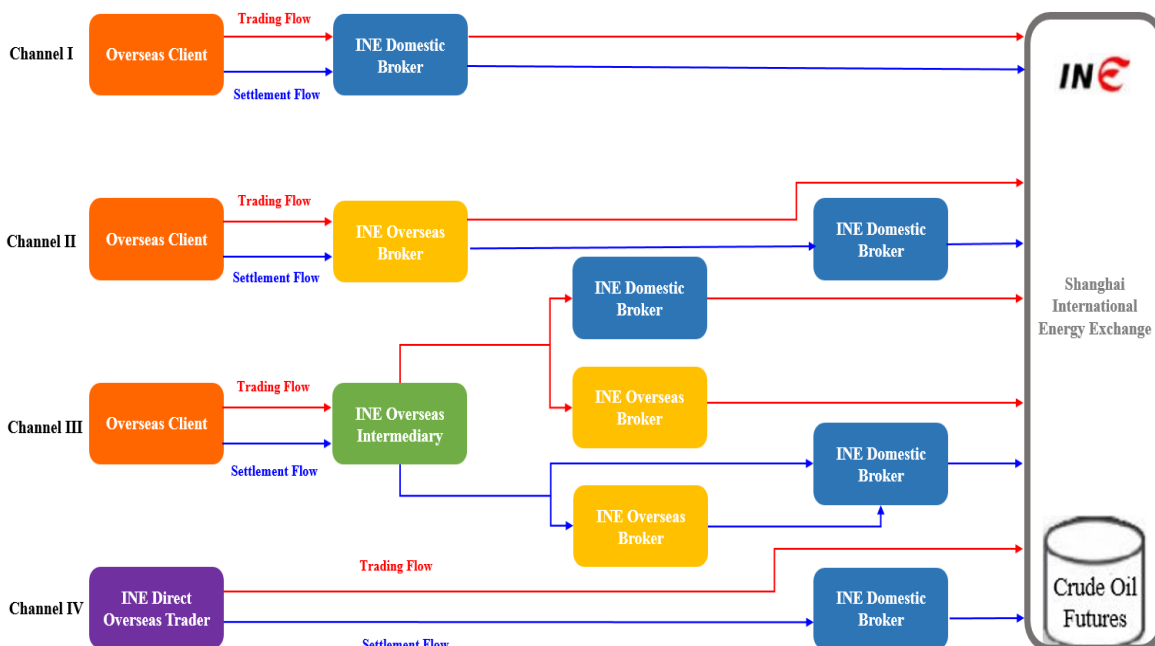 Channel I
Overseas Client
Trading Flow
Settlement Flow
INE Domestic
Broker
INE
Channel II
Overseas Client
Trading Flow
Settlement Flow
INE Overseas
Broker
INE Domestic
Broker
Shanghai
International
Energy Exchange
Channel III
Overseas Client
Trading Flow
Settlement Flow
INE Overseas
Intermediary
INE Domestic
Broker
INE Overseas
Broker
INE Domestic
Broker
INE Overseas
Broker
Channel IV
INE Direct
Overseas Trader
Trading Flow
Settlement Flow
INE Domestic
Broker
Crude Oil
Futures